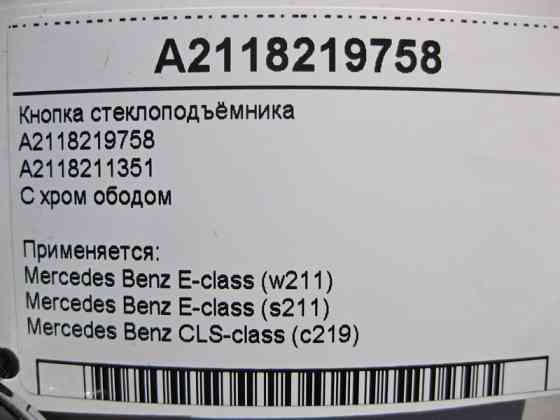 A2118219758
Кнопка стеклоподъёмника
A2118219758
A2118211351
С хром ободом
Применяется:
Mercedes Benz E-class (w211)
Mercedes Benz E-class (s211)
Mercedes Benz CLS-class (c219)